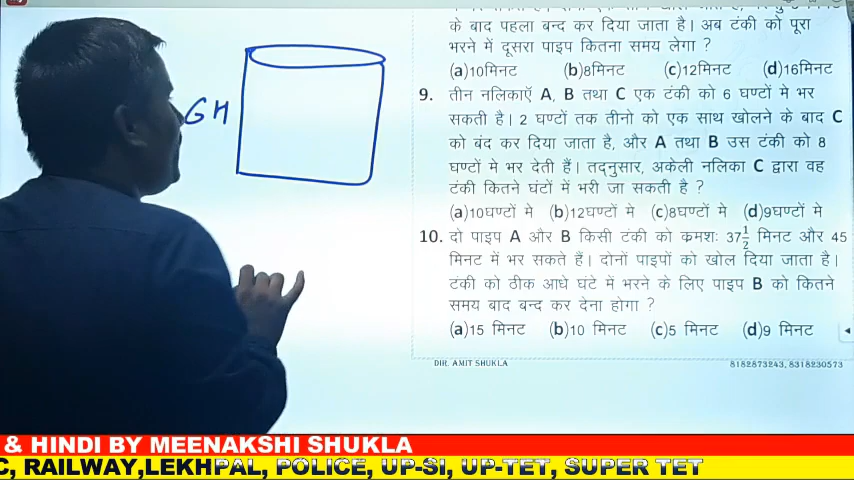 के बाद पहला बन्द कर दिया जाता है। अब टंकी को पूरा
भरने में दूसरा पाइप कितना समय लेगा ?
(a)10मिनट (b)8मिनट (c)12मिनट (d)16मिनट
9. तीन नलिकाएँ A, B तथा C एक टंकी को 6 घण्टों मे भर
सकती है। 2 घण्टों तक तीनो को एक साथ खोलने के बाद C
को बंद कर दिया जाता है, और A तथा B उस टंकी को 8
घण्टों मे भर देती हैं। तद्नुसार, अकेली नलिका C द्वारा वह
टंकी कितने घंटों में भरी जा सकती है ?
(a)10घण्टों मे (b)12घण्टों मे (c)8घण्टों मे (d)9घण्टों मे
10. दो पाइप A और B किसी टंकी को क्रमशः 37½ मिनट और 45
मिनट में भर सकते हैं। दोनों पाइपों को खोल दिया जाता है।
टंकी को ठीक आधे घंटे में भरने के लिए पाइप B को कितने
समय बाद बन्द कर देना होगा ?
(a)15 मिनट (b)10 मिनट (c)5 मिनट (d)9 मिनट
DIR. AMIT SHUKLA 8182873243, 8318230573
GH
& HINDI BY MEENAKSHI SHUKLA
C, RAILWAY,LEKHPAL, POLICE, UP-SI, UP-TET, SUPER TET